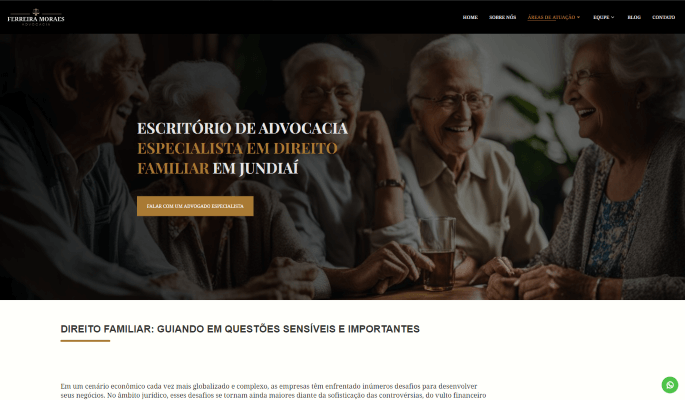 FERREIRA MORAES
ADVOCACIA
HOME SOBRE NÓS ÁREAS DE ATUAÇÃO EQUIPE BLOG CONTATO
ESCRITÓRIO DE ADVOCACIA
ESPECIALISTA EM DIREITO
FAMILIAR EM JUNDIAÍ
FALAR COM UM ADVOGADO ESPECIALISTA
DIREITO FAMILIAR: GUIANDO EM QUESTÕES SENSÍVEIS E IMPORTANTES
Em um cenário econômico cada vez mais globalizado e complexo, as empresas têm enfrentado inúmeros desafios para desenvolver
seus negócios. No âmbito jurídico, esses desafios se tornam ainda maiores diante da sofisticação das controvérsias, do vulto financeiro